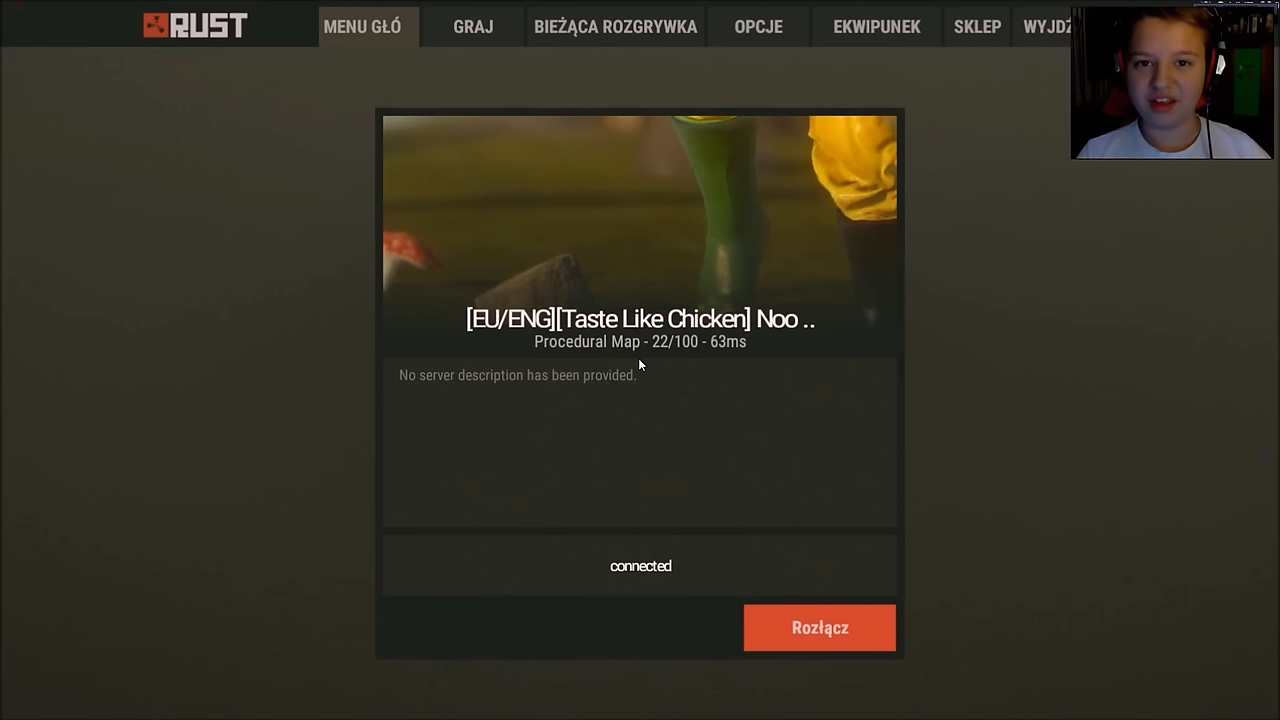 RUST
MENU GŁÓ
GRAJ
BIEŻĄCA ROZGRYWKA
OPCJE
EKWIPUNEK
SKLEP
WYJDŹ
[EU/ENG][Taste Like Chicken] Noo ..
Procedural Map - 22/100 - 63ms
No server description has been provided.
connected
Rozłącz